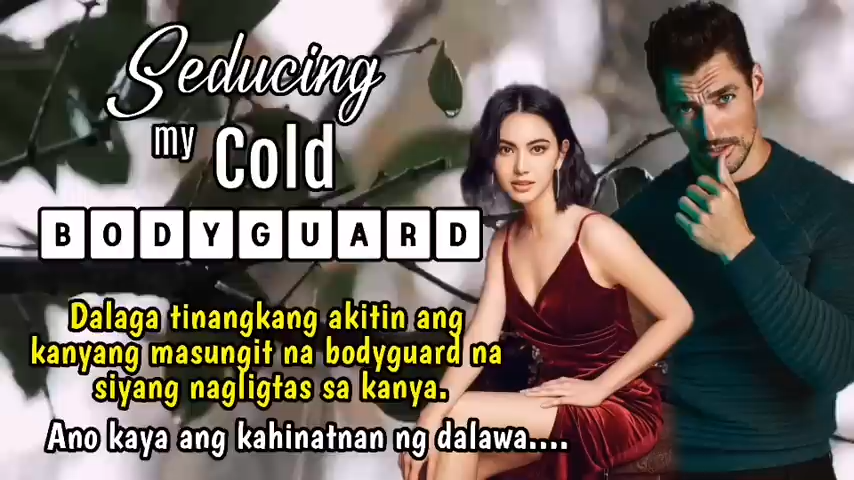 Seducing
my Cold
BODYGUARD
Dalaga tinangkang akitin ang
kanyang masungit na bodyguard na
siyang nagligtas sa kanya.
Ano kaya ang kahinatnan ng dalawa....